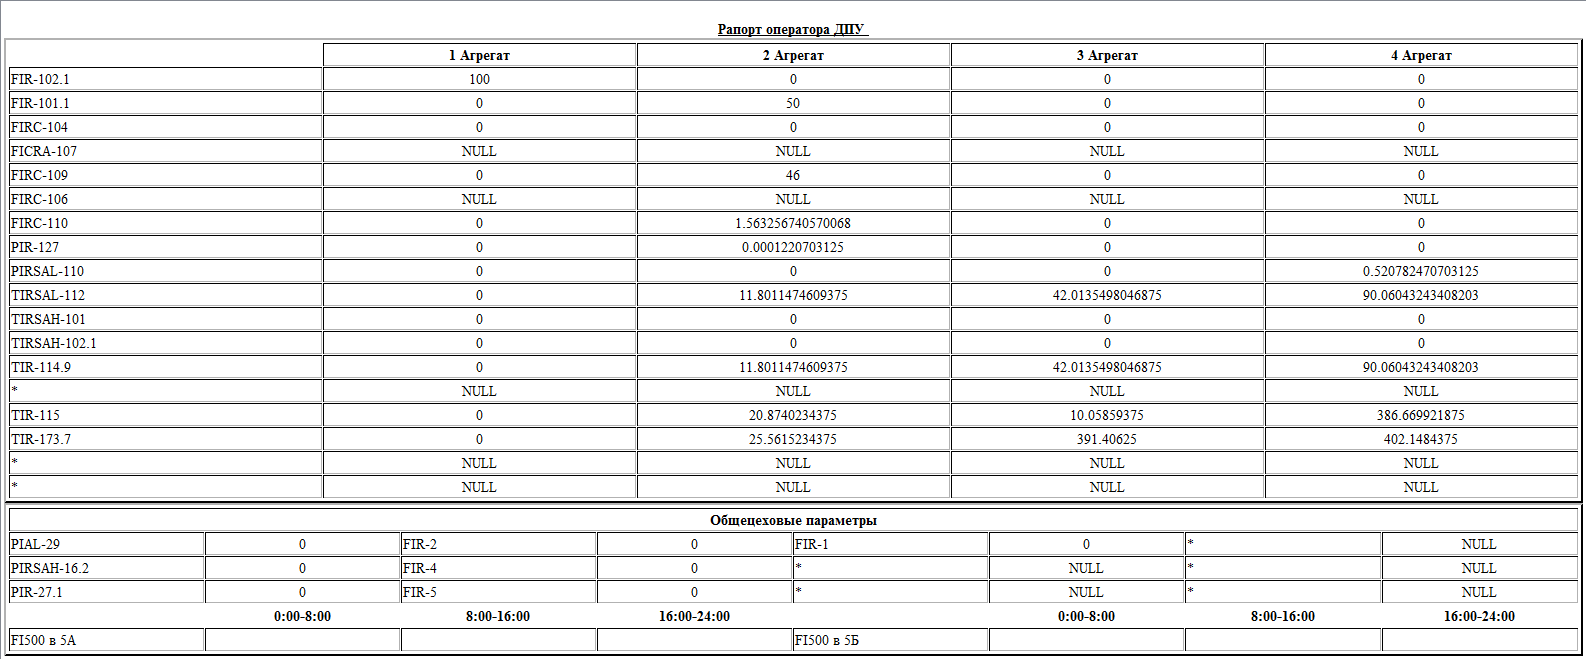 Рапорт оператора ДПУ
1 Агрегат 2 Агрегат 3 Агрегат 4 Агрегат
FIR-102.1 100 0 0 0
FIR-101.1 0 50 0 0
FIRC-104 0 0 0 0
FICRA-107 NULL NULL NULL NULL
FIRC-109 0 46 0 0
FIRC-106 NULL NULL NULL NULL
FIRC-110 0 1.563256740570068 0 0
PIR-127 0 0.0001220703125 0 0
PIRSAL-110 0 0 0 0.520782470703125
TIRSAL-112 0 11.8011474609375 42.0135498046875 90.06043243408203
TIRSAH-101 0 0 0 0
TIRSAH-102.1 0 0 0 0
TIR-114.9 0 11.8011474609375 42.0135498046875 90.06043243408203
* NULL NULL NULL NULL
TIR-115 0 20.8740234375 10.05859375 386.669921875
TIR-173.7 0 25.5615234375 391.40625 402.1484375
* NULL NULL NULL NULL
* NULL NULL NULL NULL
Общецеховые параметры
PIAL-29 0 FIR-2 0 FIR-1 0 * NULL
PIRSAH-16.2 0 FIR-4 0 * NULL * NULL
PIR-27.1 0 FIR-5 0 * NULL * NULL
0:00-8:00 8:00-16:00 16:00-24:00 0:00-8:00 8:00-16:00 16:00-24:00
FI500 в 5А FI500 в 5Б